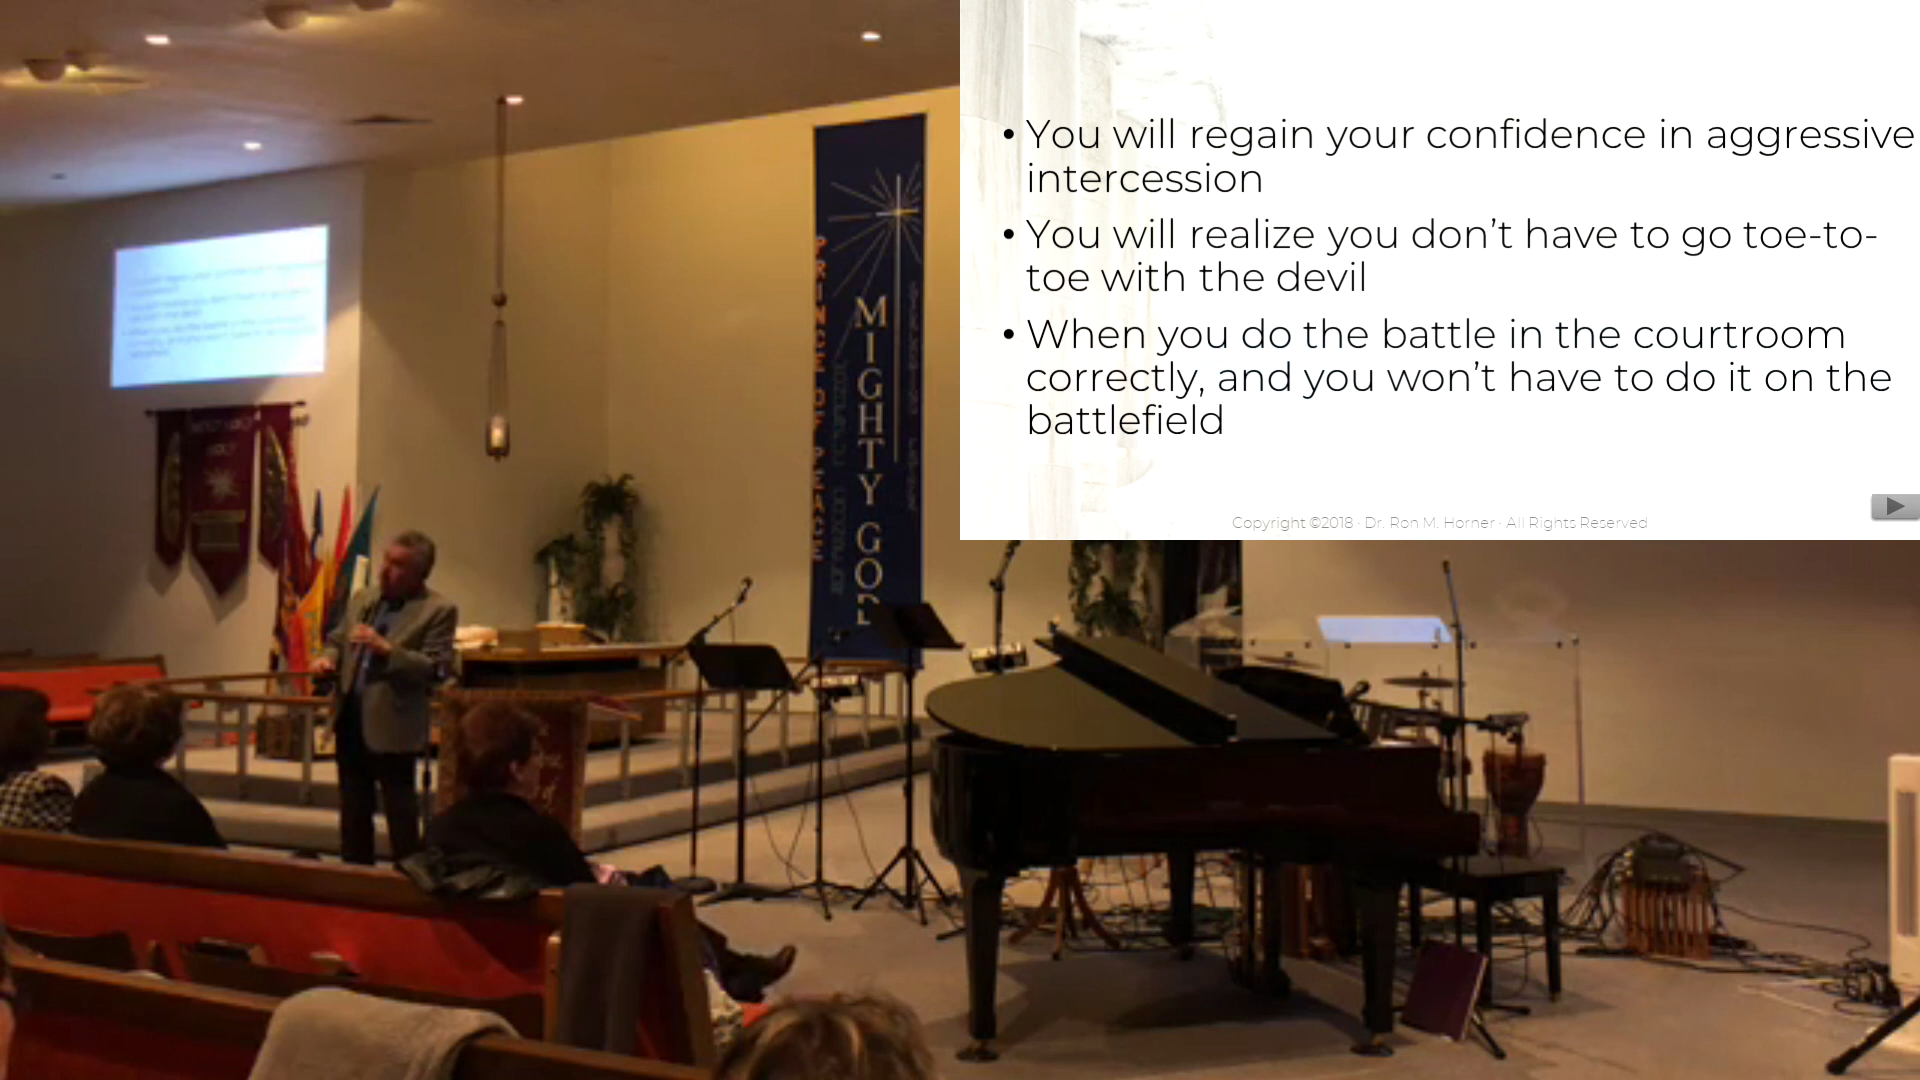 • You will regain your confidence in aggressive
intercession
• You will realize you don’t have to go toe-to-
toe with the devil
• When you do the battle in the courtroom
correctly, and you won’t have to do it on the
battlefield
Copyright ©2018 · Dr. Ron M. Horner · All Rights Reserved
PRINCE OF PEACE
MIGHTY GOD